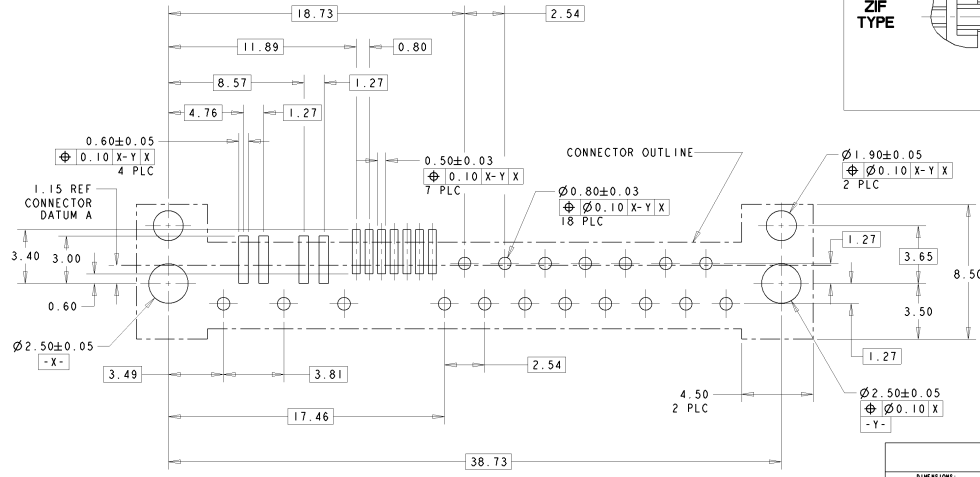 18.73
2.54
ZIF
TYPE
11.89
0.80
8.57
1.27
4.76
1.27
0.60±0.05
⌖ 0.10 X-Y X
4 PLC
0.50±0.03
⌖ 0.10 X-Y X
7 PLC
CONNECTOR OUTLINE
Ø1.90±0.05
⌖ Ø0.10 X-Y X
2 PLC
1.15 REF
CONNECTOR
DATUM A
Ø0.80±0.03
⌖ Ø0.10 X-Y X
18 PLC
3.40
3.00
1.27
3.65
8.50
0.60
3.50
Ø2.50±0.05
-X-
1.27
3.49
3.81
2.54
4.50
2 PLC
Ø2.50±0.05
⌖ Ø0.10 X
-Y-
17.46
38.73
DIMENSIONS: